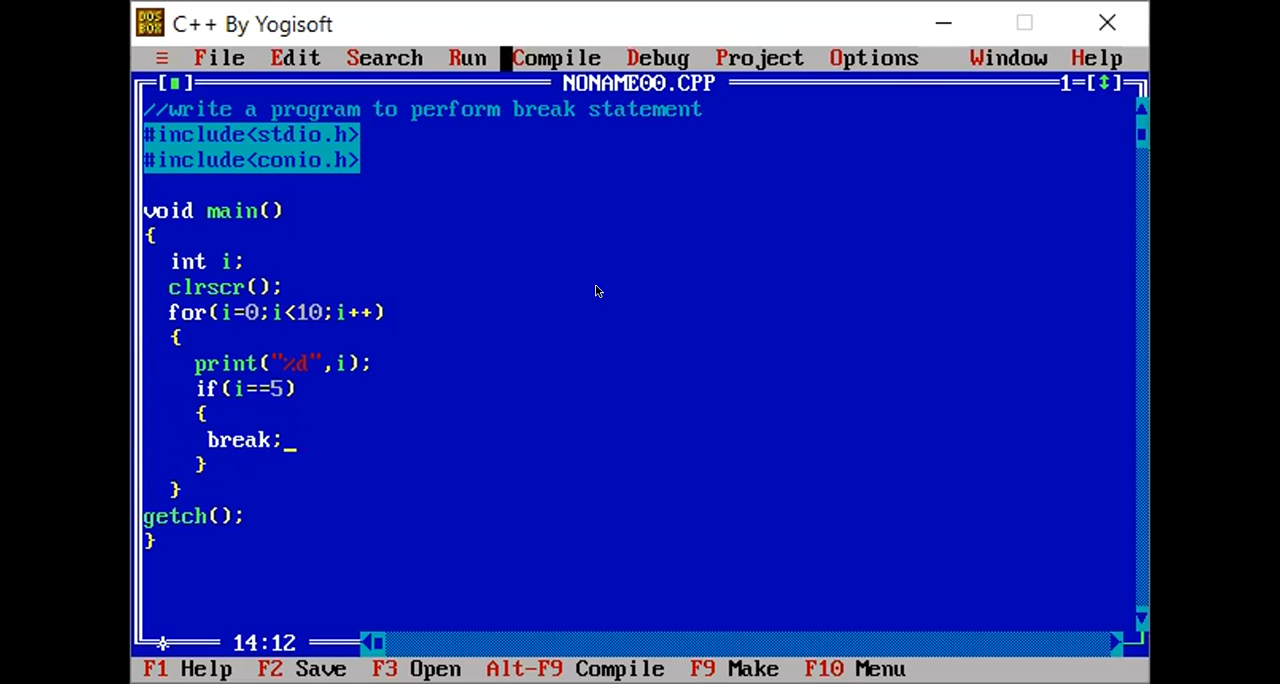 C++ By Yogisoft
≡ File Edit Search Run Compile Debug Project Options Window Help
NONAME00.CPP 1=[↕]
//write a program to perform break statement
#include<stdio.h>
#include<conio.h>
void main()
{
int i;
clrscr();
for(i=0;i<10;i++)
{
print("%d",i);
if(i==5)
{
break;_
}
}
getch();
}
14:12
F1 Help F2 Save F3 Open Alt-F9 Compile F9 Make F10 Menu